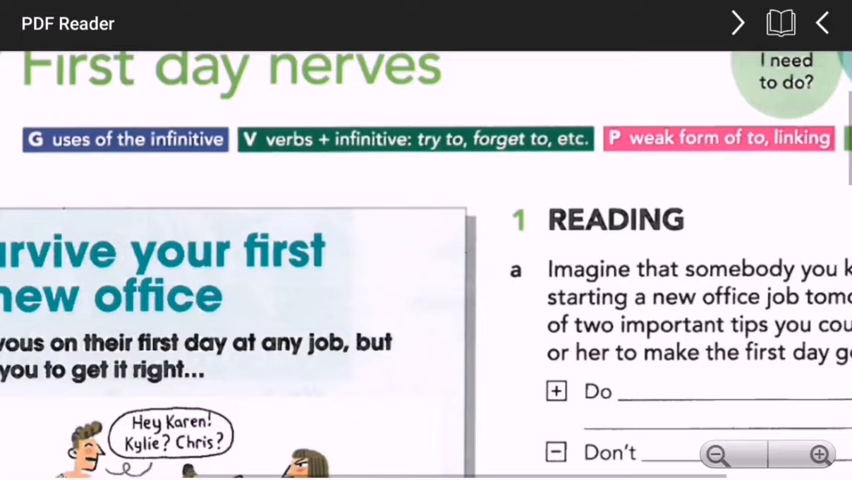 PDF Reader
First day nerves
I need
to do?
G uses of the infinitive
V verbs + infinitive: try to, forget to, etc.
P weak form of to, linking
urvive your first
new office
vous on their first day at any job, but
you to get it right...
Hey Karen!
Kylie? Chris?
1 READING
a Imagine that somebody you k
starting a new office job tomo
of two important tips you cou
or her to make the first day g
+ Do
− Don't